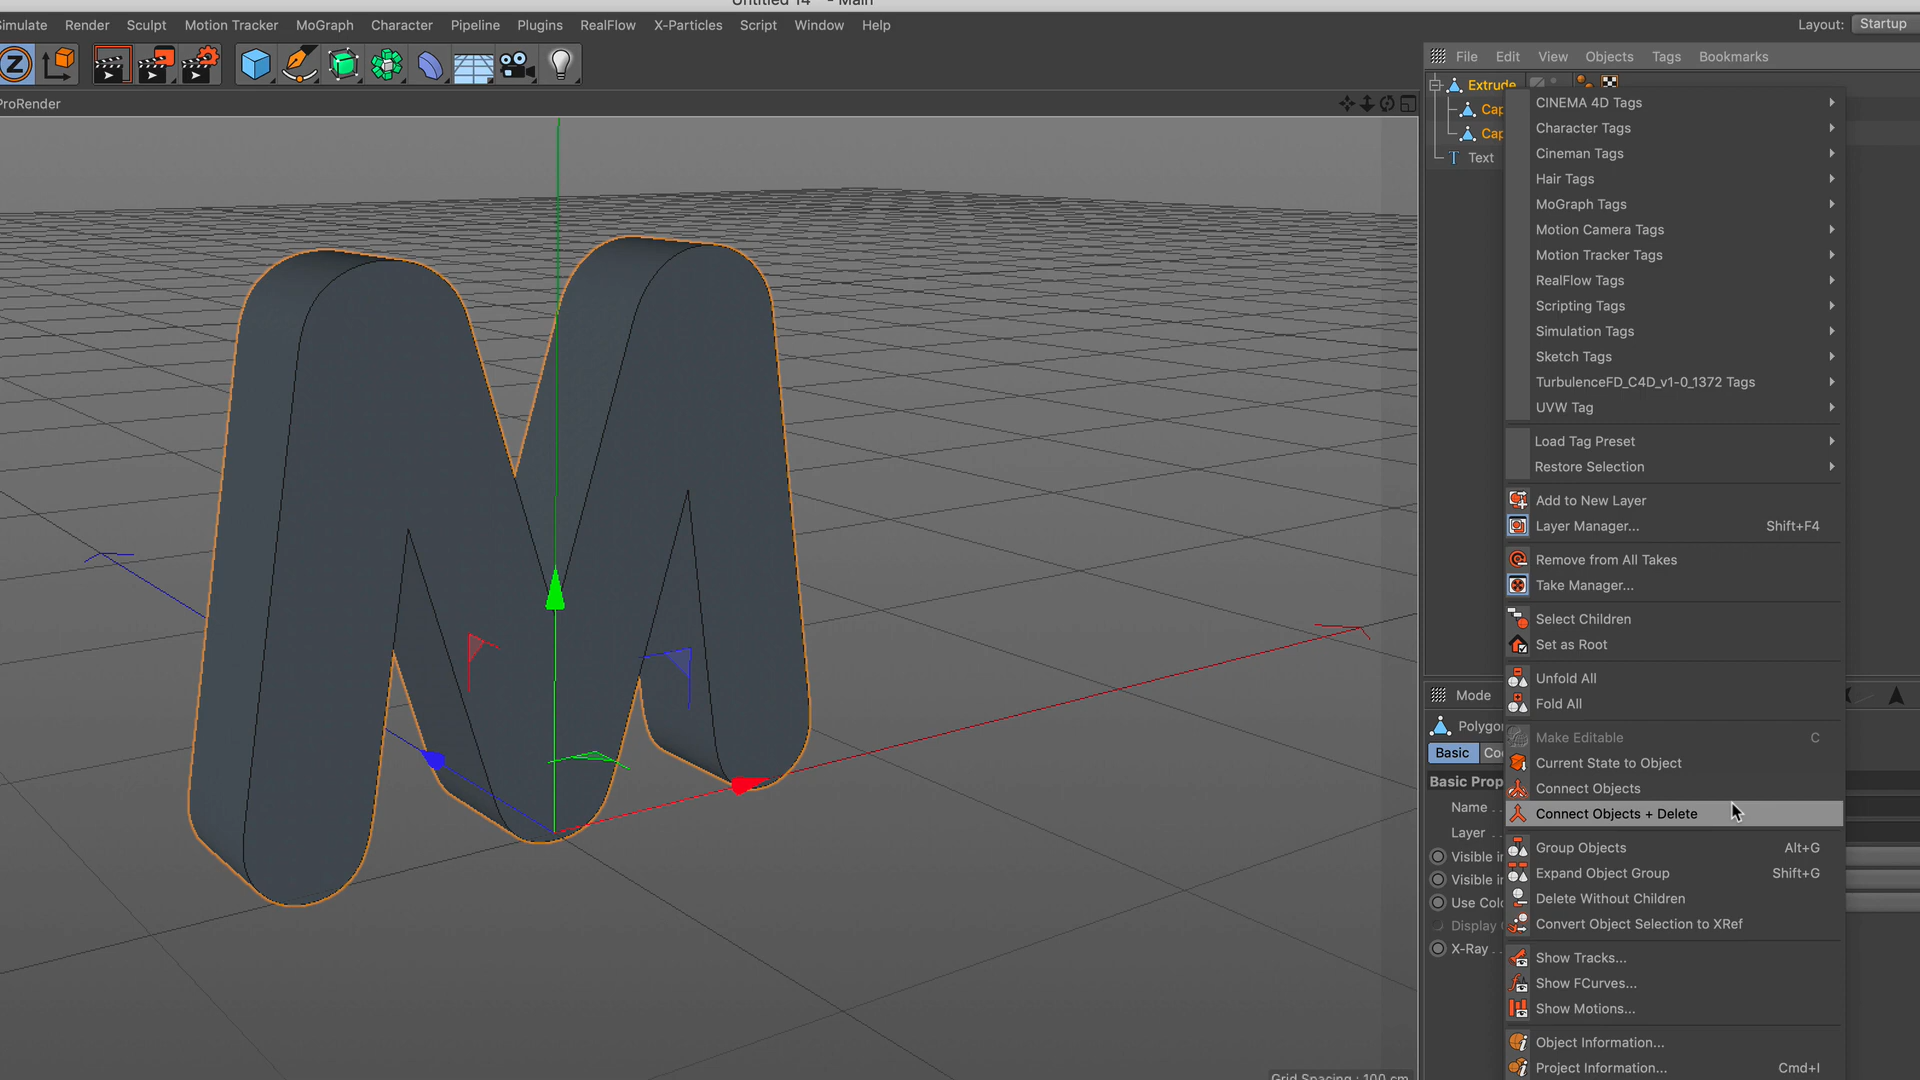 Untitled 14 * - Main
Simulate Render Sculpt Motion Tracker MoGraph Character Pipeline Plugins RealFlow X-Particles Script Window Help
Layout: Startup
File Edit View Objects Tags Bookmarks
ProRender
Extrude
Cap
Cap
Text
CINEMA 4D Tags
Character Tags
Cineman Tags
Hair Tags
MoGraph Tags
Motion Camera Tags
Motion Tracker Tags
RealFlow Tags
Scripting Tags
Simulation Tags
Sketch Tags
TurbulenceFD_C4D_v1-0_1372 Tags
UVW Tag
Load Tag Preset
Restore Selection
Add to New Layer
Layer Manager... Shift+F4
Remove from All Takes
Take Manager...
Select Children
Set as Root
Unfold All
Fold All
Make Editable C
Current State to Object
Connect Objects
Connect Objects + Delete
Group Objects Alt+G
Expand Object Group Shift+G
Delete Without Children
Convert Object Selection to XRef
Show Tracks...
Show FCurves...
Show Motions...
Object Information...
Project Information... Cmd+I
Mode
Polygo
Basic Co
Basic Prop
Name . .
Layer . .
Visible i
Visible i
Use Colo
Display
X-Ray . .
Grid Spacing : 100 cm